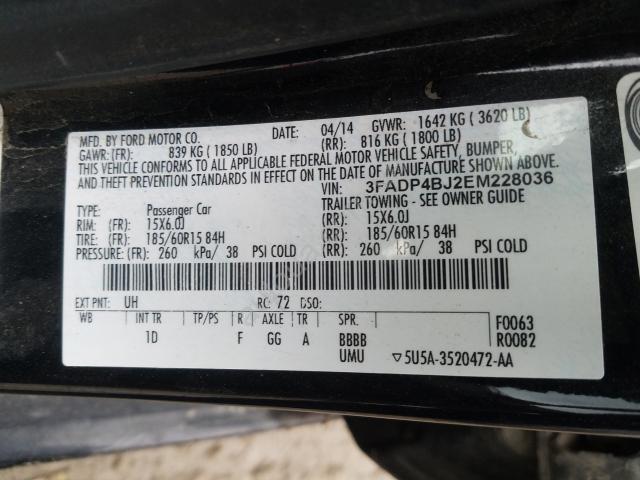 MFD. BY FORD MOTOR CO. DATE: 04/14 GVWR: 1642 KG ( 3620 LB)
GAWR: (FR): 839 KG ( 1850 LB) (RR): 816 KG ( 1800 LB)
THIS VEHICLE CONFORMS TO ALL APPLICABLE FEDERAL MOTOR VEHICLE SAFETY, BUMPER,
AND THEFT PREVENTION STANDARDS IN EFFECT ON THE DATE OF MANUFACTURE SHOWN ABOVE.
VIN: 3FADP4BJ2EM228036
TYPE: Passenger Car TRAILER TOWING - SEE OWNER GUIDE
RIM: (FR): 15X6.0J (RR): 15X6.0J
TIRE: (FR): 185/60R15 84H (RR): 185/60R15 84H
(FR): 260 kPa/ 38 PSI COLD (RR): 260 kPa/ 38 PSI COLD
EXT PNT: UH RC: 72 DSO:
WB INT TR TP/PS R AXLE TR SPR. F0063
1D F GG A BBBB R0082
UMU ▽5U5A-3520472-AA